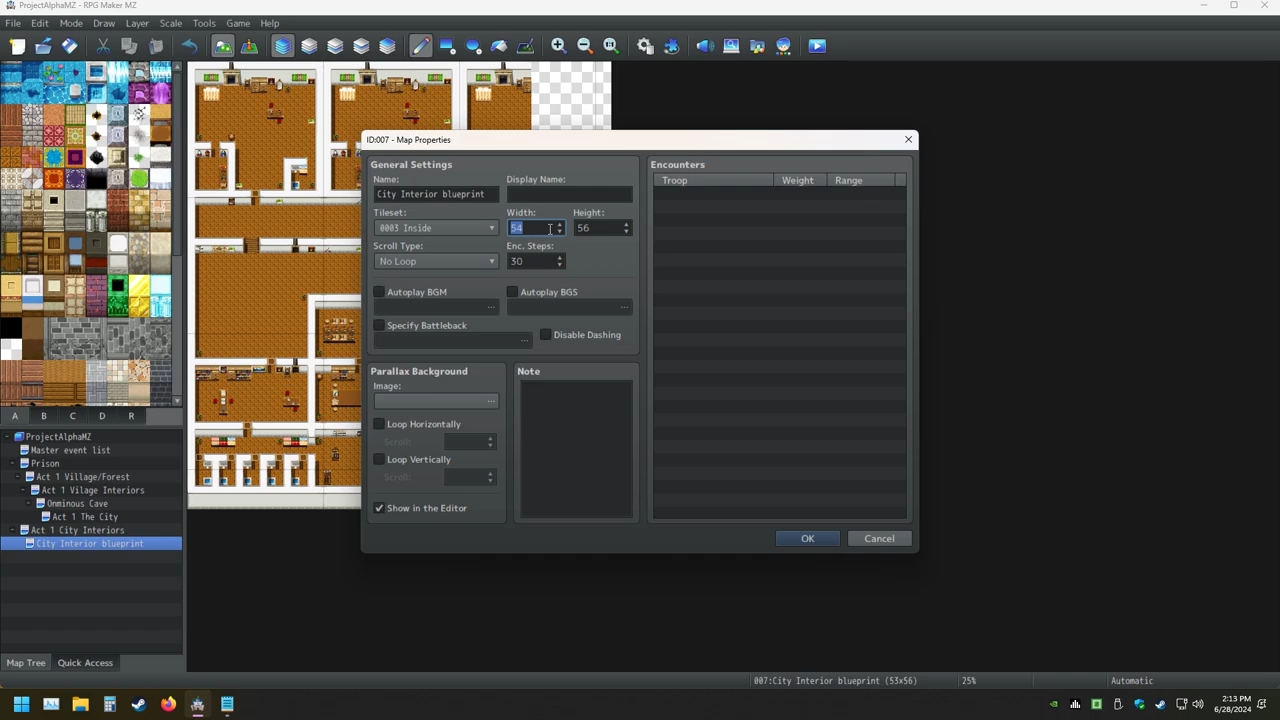 ProjectAlphaMZ - RPG Maker MZ
File Edit Mode Draw Layer Scale Tools Game Help
ID:007 - Map Properties
General Settings
Encounters
Name:
Display Name:
Troop Weight Range
City Interior blueprint
Tileset:
Width:
Height:
0003 Inside
54
56
Scroll Type:
Enc. Steps:
No Loop
30
Autoplay BGM
Autoplay BGS
...
...
Specify Battleback
Disable Dashing
...
Parallax Background
Note
Image:
...
Loop Horizontally
Scroll:
Loop Vertically
Scroll:
Show in the Editor
OK
Cancel
A B C D R
ProjectAlphaMZ
Master event list
Prison
Act 1 Village/Forest
Act 1 Vilage Interiors
Onminous Cave
Act 1 The City
Act 1 City Interiors
City Interior blueprint
Map Tree
Quick Access
007:City Interior blueprint (53x56)
25%
Automatic
2:13 PM
6/28/2024